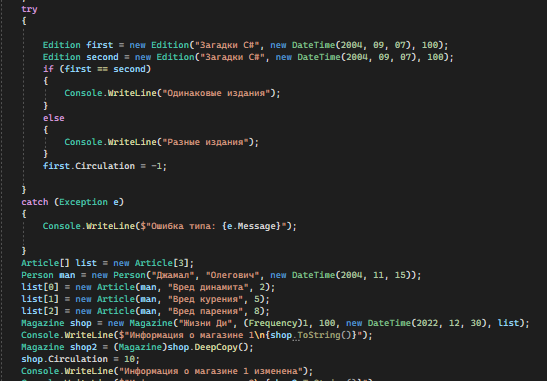 try
{
Edition first = new Edition("Загадки C#", new DateTime(2004, 09, 07), 100);
Edition second = new Edition("Загадки C#", new DateTime(2004, 09, 07), 100);
if (first == second)
{
Console.WriteLine("Одинаковые издания");
}
else
{
Console.WriteLine("Разные издания");
}
first.Circulation = -1;
}
catch (Exception e)
{
Console.WriteLine($"Ошибка типа: {e.Message}");
}
Article[] list = new Article[3];
Person man = new Person("Джамал", "Олегович", new DateTime(2004, 11, 15));
list[0] = new Article(man, "Вред динамита", 2);
list[1] = new Article(man, "Вред курения", 5);
list[2] = new Article(man, "Вред парения", 8);
Magazine shop = new Magazine("Жизни Ди", (Frequency)1, 100, new DateTime(2022, 12, 30), list);
Console.WriteLine($"Информация о магазине 1\n{shop.ToString()}");
Magazine shop2 = (Magazine)shop.DeepCopy();
shop.Circulation = 10;
Console.WriteLine("Информация о магазине 1 изменена");